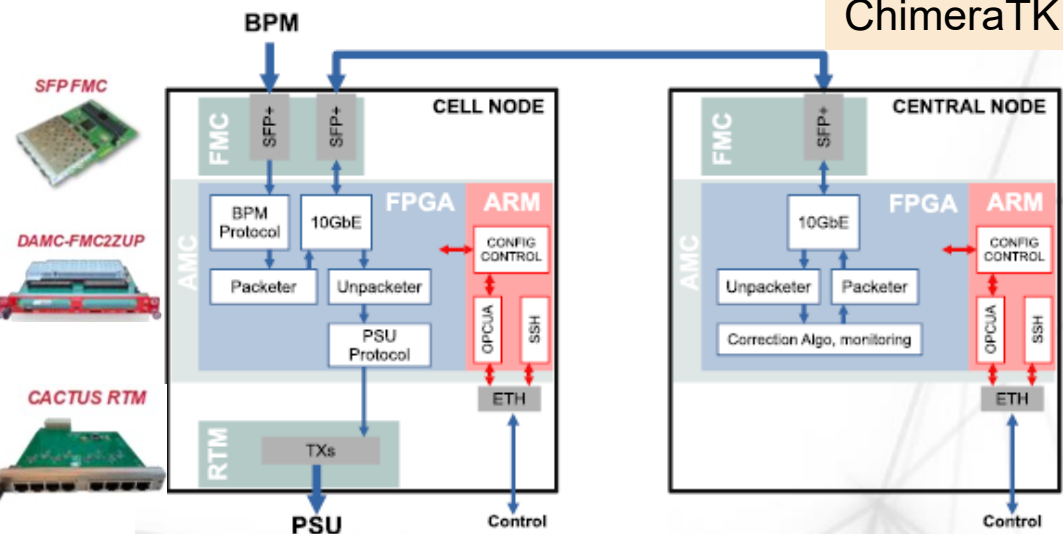 ChimeraTK
BPM
SFP FMC
DAMC-FMC2ZUP
CACTUS RTM
CELL NODE
FMC
SFP+
SFP+
AMC
FPGA
ARM
BPM
Protocol
10GbE
CONFIG
CONTROL
Packeter
Unpacketer
PSU
Protocol
OPCUA
SSH
ETH
RTM
TXs
PSU
Control
CENTRAL NODE
FMC
SFP+
AMC
FPGA
ARM
10GbE
CONFIG
CONTROL
Unpacketer
Packeter
Correction Algo, monitoring
OPCUA
SSH
ETH
Control